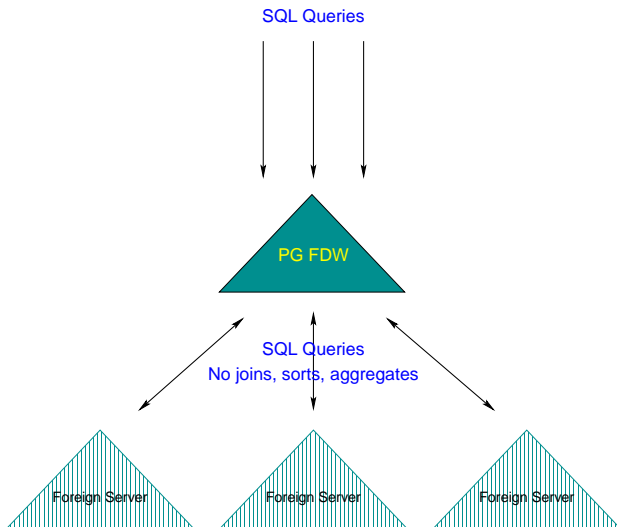 SQL Queries
PG FDW
SQL Queries
No joins, sorts, aggregates
Foreign Server
Foreign Server
Foreign Server